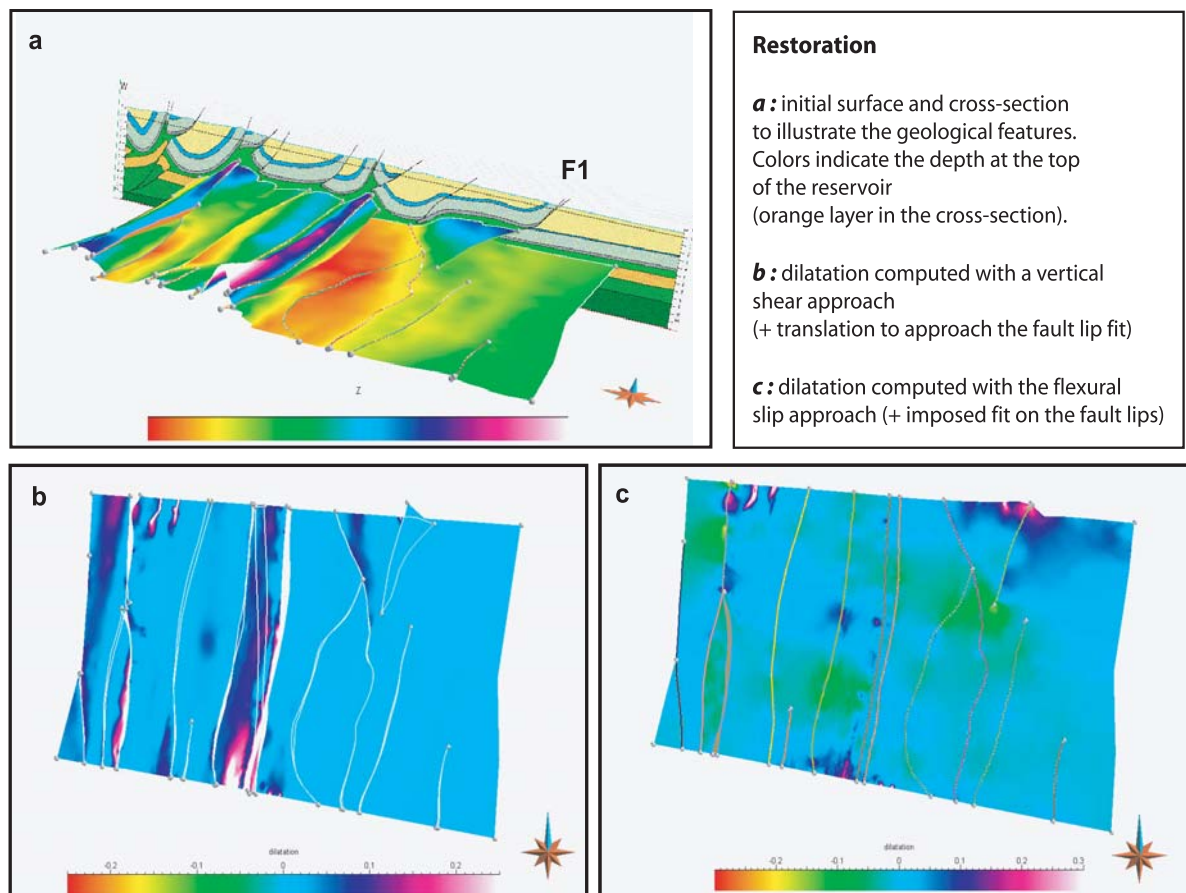 a
W
F1
Z
Restoration
a : initial surface and cross-section
to illustrate the geological features.
Colors indicate the depth at the top
of the reservoir
(orange layer in the cross-section).
b : dilatation computed with a vertical
shear approach
(+ translation to approach the fault lip fit)
c : dilatation computed with the flexural
slip approach (+ imposed fit on the fault lips)
b
dilatation
-0.2 -0.1 0 0.1 0.2
c
dilatation
-0.2 -0.1 0 0.1 0.2 0.3